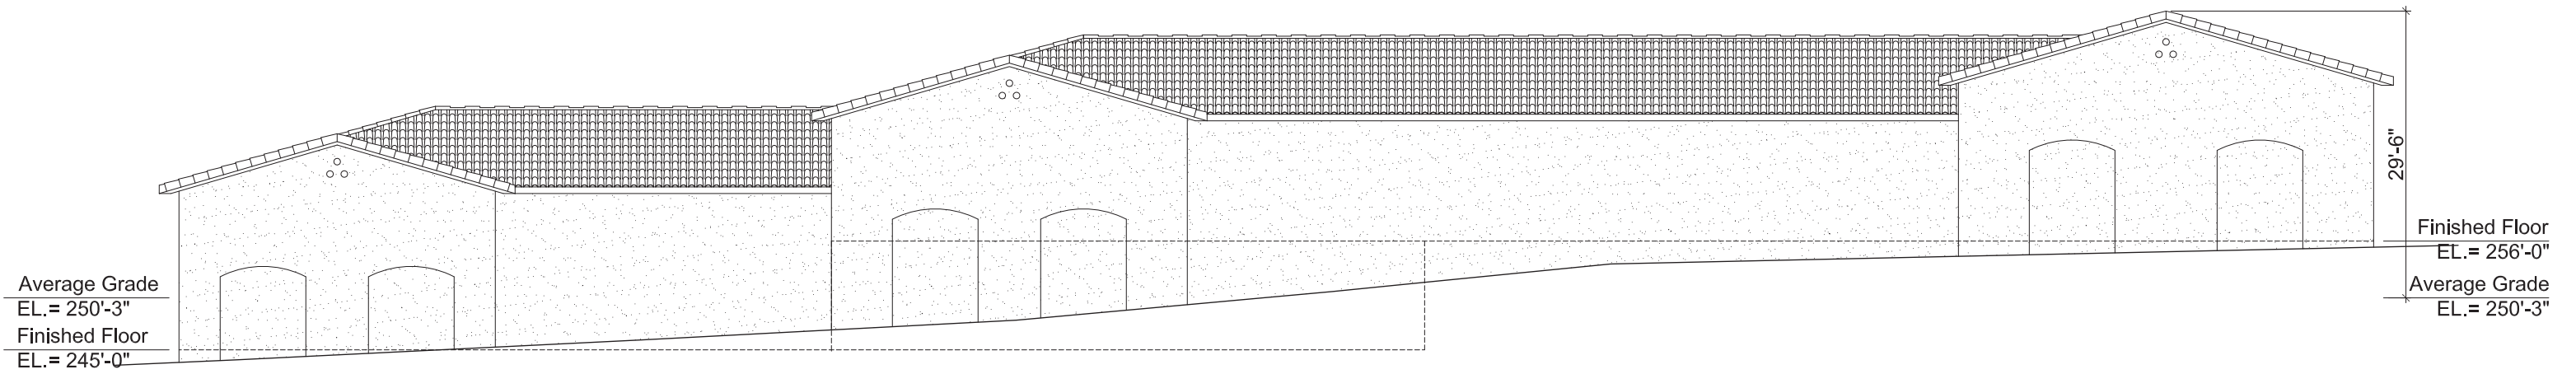 29'-6"
Finished Floor
EL.= 256'-0"
Average Grade
EL.= 250'-3"
Average Grade
EL.= 250'-3"
Finished Floor
EL.= 245'-0"